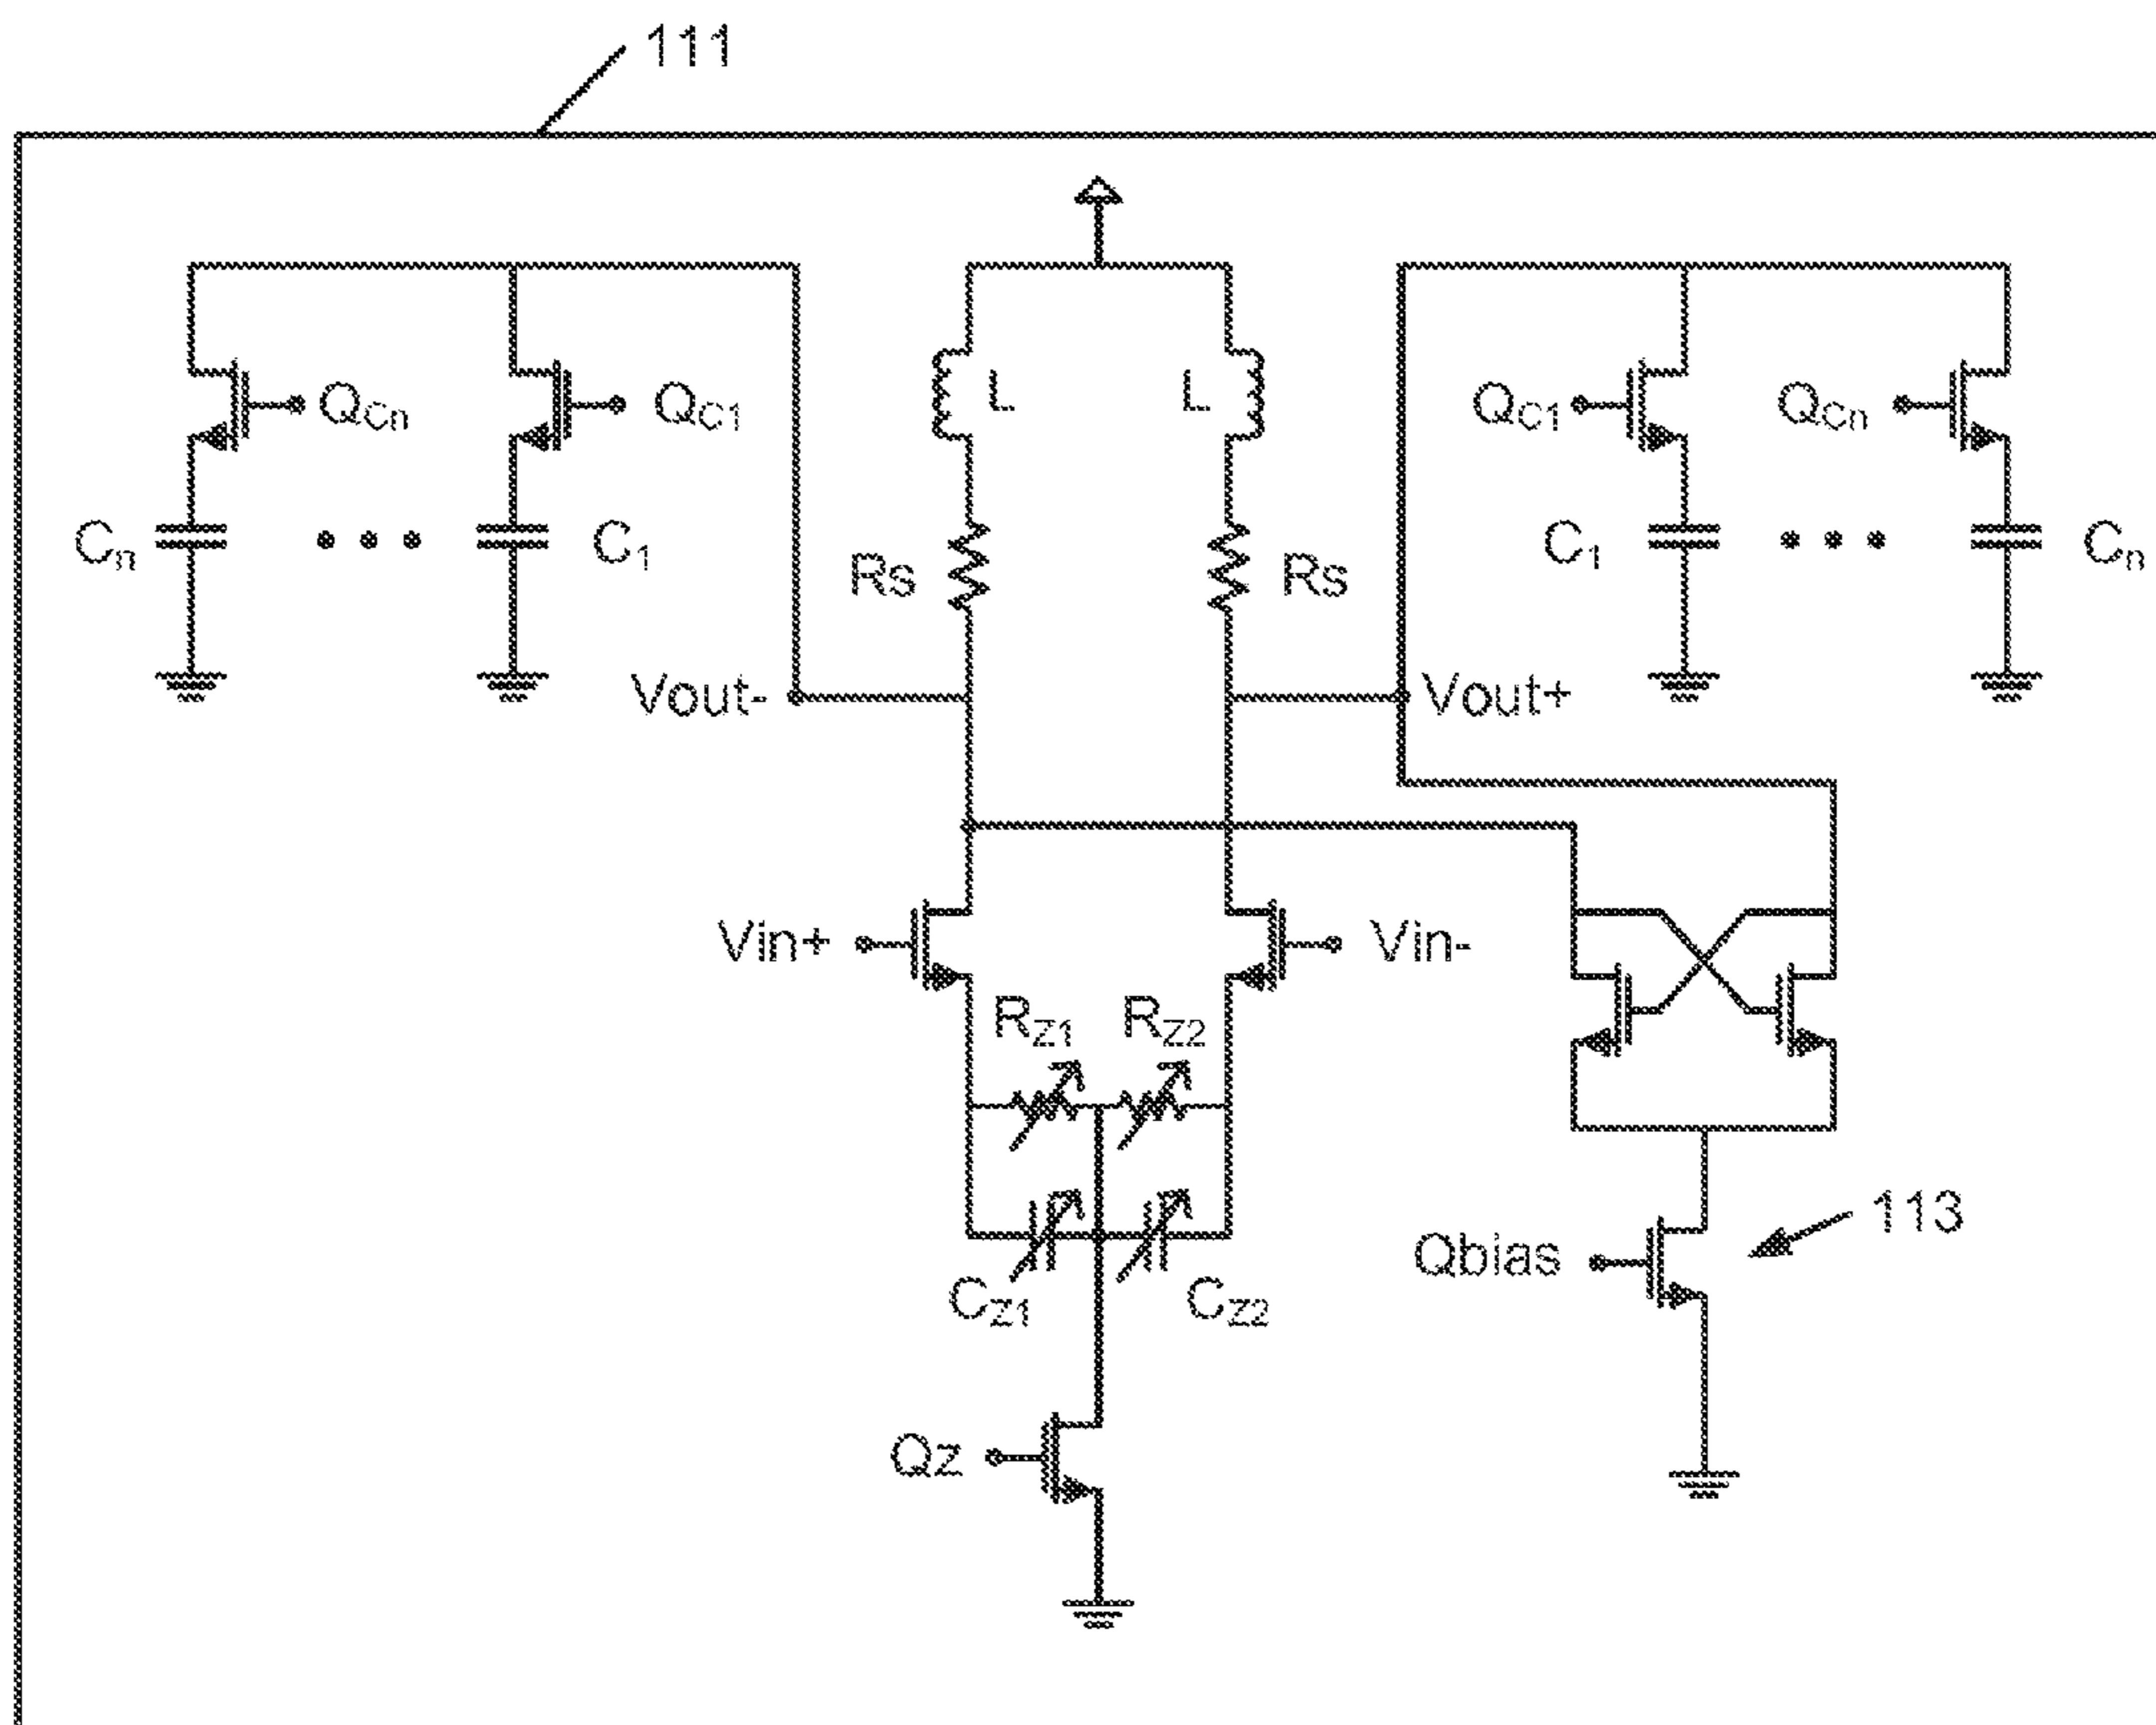 111
Q_Cn Q_C1 L L Q_C1 Q_Cn
C_n C_1 Rs Rs C_1 C_n
Vout- Vout+
Vin+ Vin-
R_Z1 R_Z2
C_Z1 C_Z2 Qbias 113
Qz